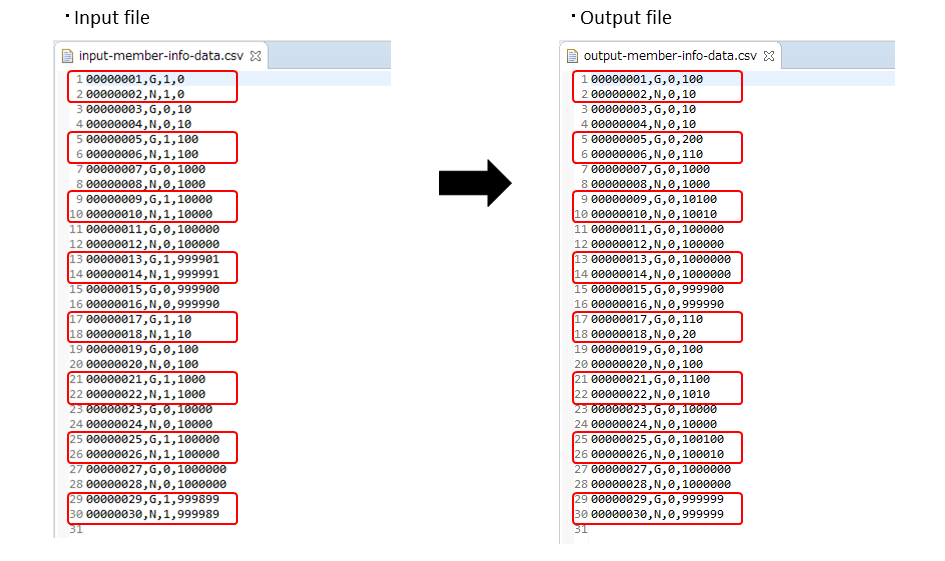 ・Input file
input-member-info-data.csv
1 00000001,G,1,0
2 00000002,N,1,0
3 00000003,G,0,10
4 00000004,N,0,10
5 00000005,G,1,100
6 00000006,N,1,100
7 00000007,G,0,1000
8 00000008,N,0,1000
9 00000009,G,1,10000
10 00000010,N,1,10000
11 00000011,G,0,100000
12 00000012,N,0,100000
13 00000013,G,1,999901
14 00000014,N,1,999991
15 00000015,G,0,999900
16 00000016,N,0,999990
17 00000017,G,1,10
18 00000018,N,1,10
19 00000019,G,0,100
20 00000020,N,0,100
21 00000021,G,1,1000
22 00000022,N,1,1000
23 00000023,G,0,10000
24 00000024,N,0,10000
25 00000025,G,1,100000
26 00000026,N,1,100000
27 00000027,G,0,1000000
28 00000028,N,0,1000000
29 00000029,G,1,999899
30 00000030,N,1,999989
31
・Output file
output-member-info-data.csv
1 00000001,G,0,100
2 00000002,N,0,10
3 00000003,G,0,10
4 00000004,N,0,10
5 00000005,G,0,200
6 00000006,N,0,110
7 00000007,G,0,1000
8 00000008,N,0,1000
9 00000009,G,0,10100
10 00000010,N,0,10010
11 00000011,G,0,100000
12 00000012,N,0,100000
13 00000013,G,0,1000000
14 00000014,N,0,1000000
15 00000015,G,0,999900
16 00000016,N,0,999990
17 00000017,G,0,110
18 00000018,N,0,20
19 00000019,G,0,100
20 00000020,N,0,100
21 00000021,G,0,1100
22 00000022,N,0,1010
23 00000023,G,0,10000
24 00000024,N,0,10000
25 00000025,G,0,100100
26 00000026,N,0,100010
27 00000027,G,0,1000000
28 00000028,N,0,1000000
29 00000029,G,0,999999
30 00000030,N,0,999999
31